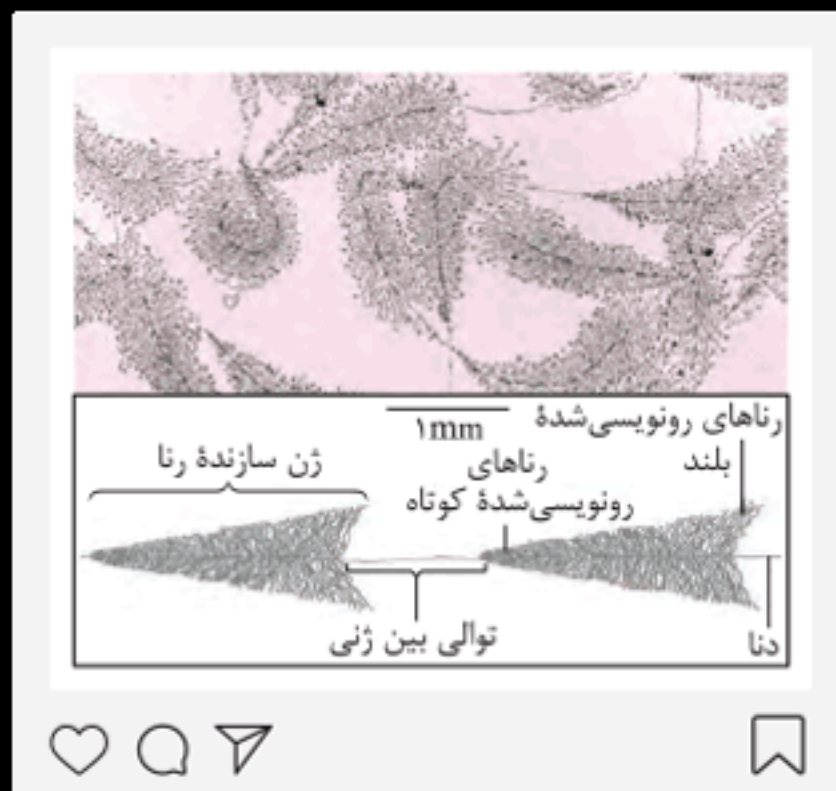 ۱mm
رناهای رونویسی‌شدهٔ
بلند
رناهای
رونویسی‌شدهٔ کوتاه
ژن سازندهٔ رنا
توالی بین ژنی
دنا